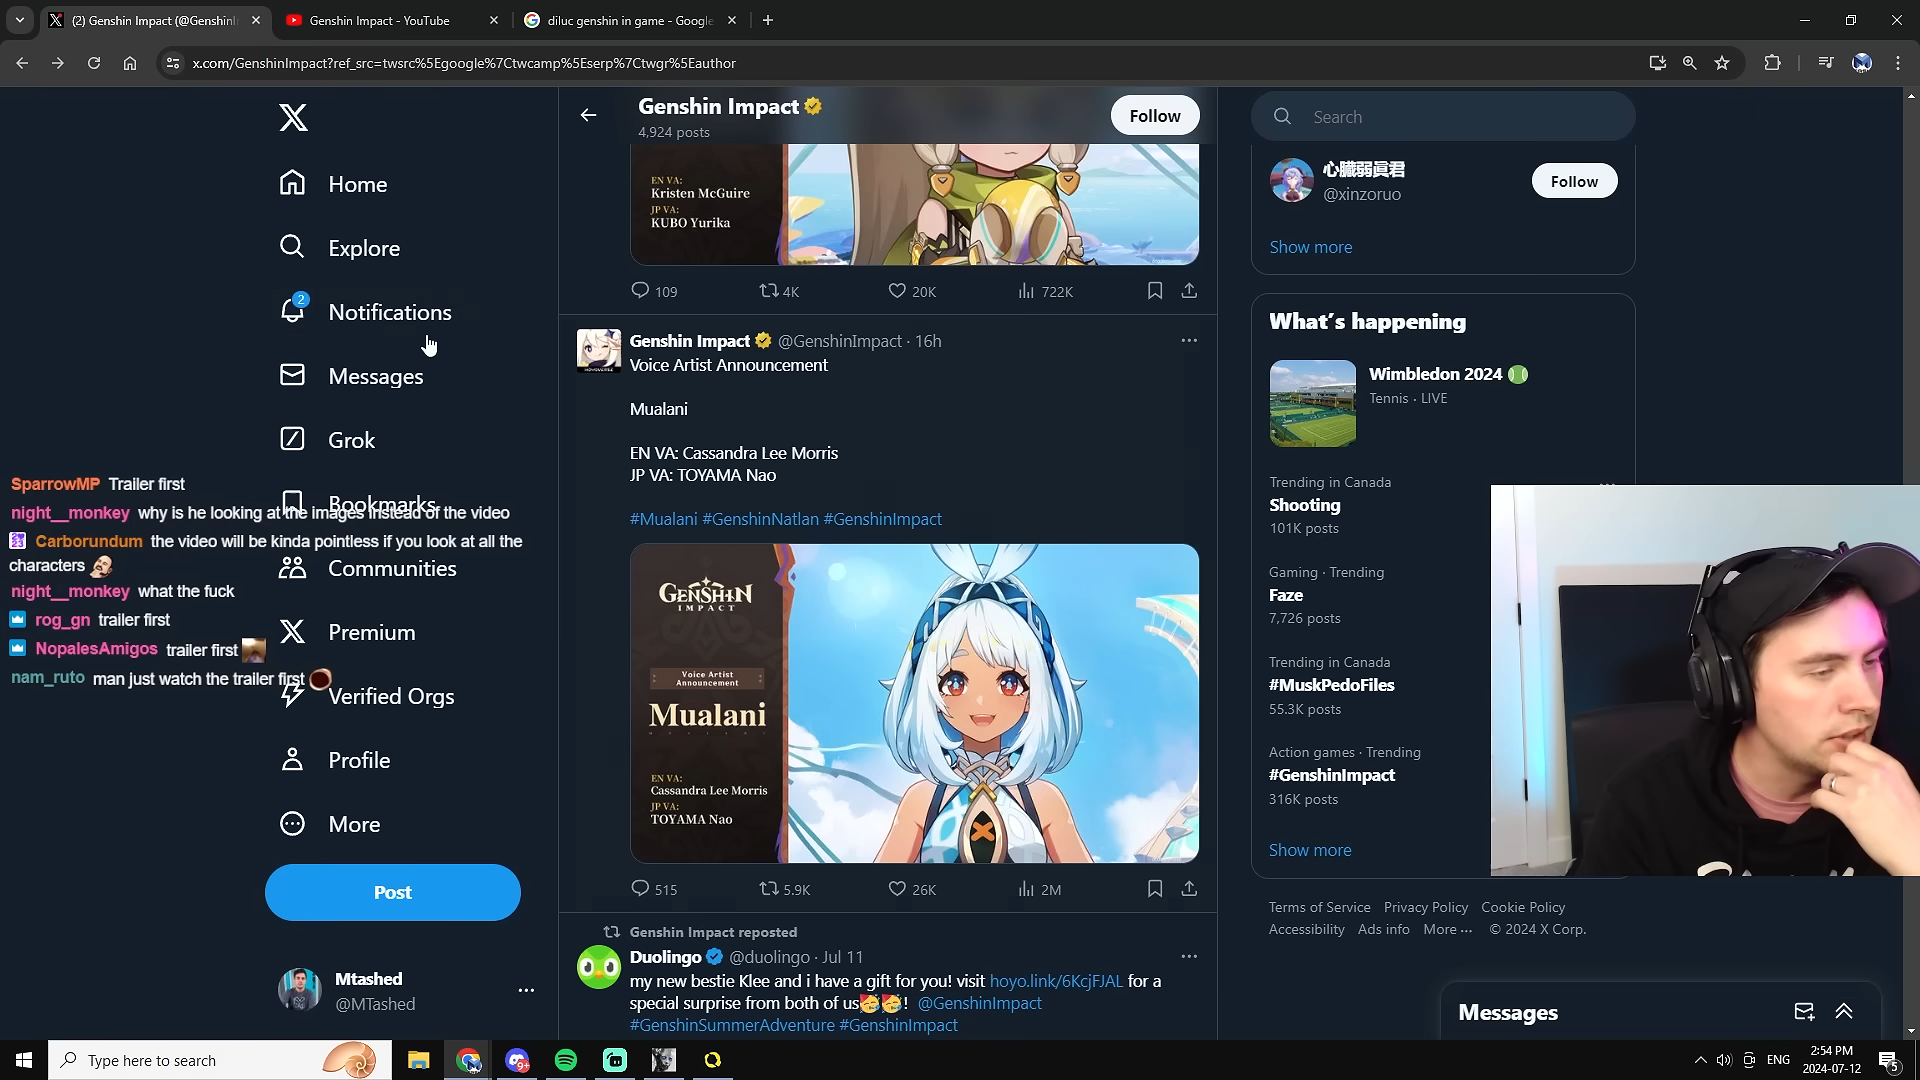 (2) Genshin Impact (@GenshinI
Genshin Impact - YouTube
diluc genshin in game - Google
x.com/GenshinImpact?ref_src=twsrc%5Egoogle%7Ctwcamp%5Eserp%7Ctwgr%5Eauthor
Home
Explore
2
Notifications
Messages
Grok
Bookmarks
Communities
Premium
Verified Orgs
Profile
More
Post
Mtashed
@MTashed
SparrowMP Trailer first
night__monkey why is he looking at the images instead of the video
Carborundum the video will be kinda pointless if you look at all the
characters
night__monkey what the fuck
rog_gn trailer first
NopalesAmigos trailer first
nam_ruto man just watch the trailer first
Genshin Impact
4,924 posts
Follow
EN VA:
Kristen McGuire
JP VA:
KUBO Yurika
109
4K
20K
722K
Genshin Impact @GenshinImpact · 16h
Voice Artist Announcement
Mualani
EN VA: Cassandra Lee Morris
JP VA: TOYAMA Nao
#Mualani #GenshinNatlan #GenshinImpact
GENSHIN
IMPACT
Voice Artist
Announcement
Mualani
EN VA:
Cassandra Lee Morris
JP VA:
TOYAMA Nao
515
5.9K
26K
2M
Genshin Impact reposted
Duolingo @duolingo · Jul 11
my new bestie Klee and i have a gift for you! visit hoyo.link/6KcjFJAL for a
special surprise from both of us🥳🥳! @GenshinImpact
#GenshinSummerAdventure #GenshinImpact
Search
心臓弱眞君
@xinzoruo
Follow
Show more
What's happening
Wimbledon 2024
Tennis · LIVE
Trending in Canada
Shooting
101K posts
Gaming · Trending
Faze
7,726 posts
Trending in Canada
#MuskPedoFiles
55.3K posts
Action games · Trending
#GenshinImpact
316K posts
Show more
Terms of Service Privacy Policy Cookie Policy
Accessibility Ads info More ··· © 2024 X Corp.
Messages
Type here to search
9+
ENG
2:54 PM
2024-07-12
5